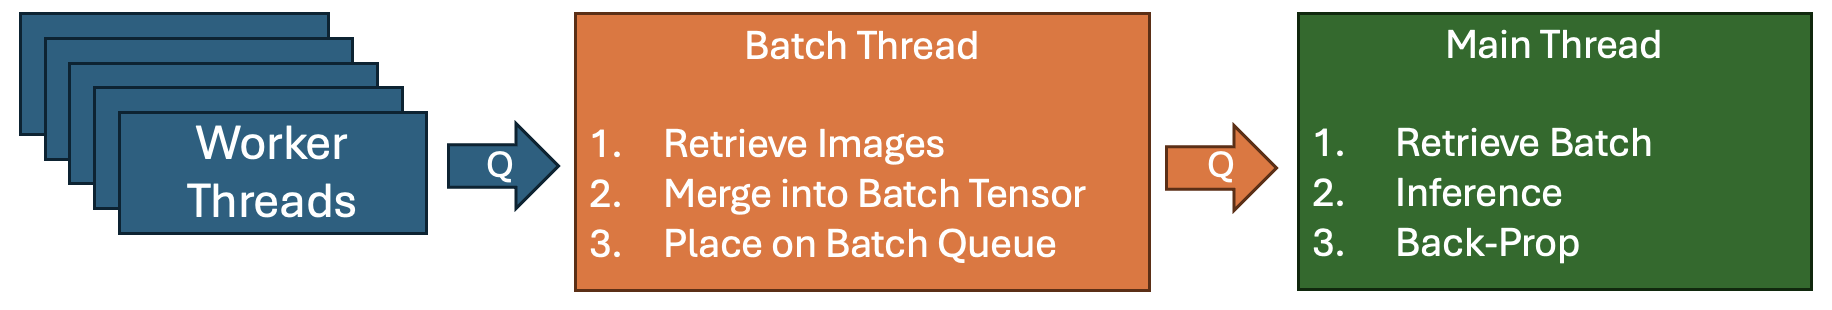 Worker
Threads
Q
Batch Thread
1. Retrieve Images
2. Merge into Batch Tensor
3. Place on Batch Queue
Q
Main Thread
1. Retrieve Batch
2. Inference
3. Back-Prop